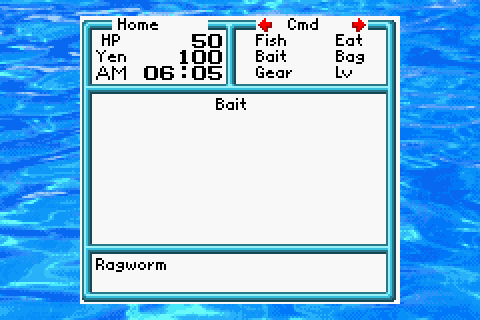 Home
HP 50
Yen 100
AM 06:05
Cmd
Fish Eat
Bait Bag
Gear Lv
Bait
Ragworm